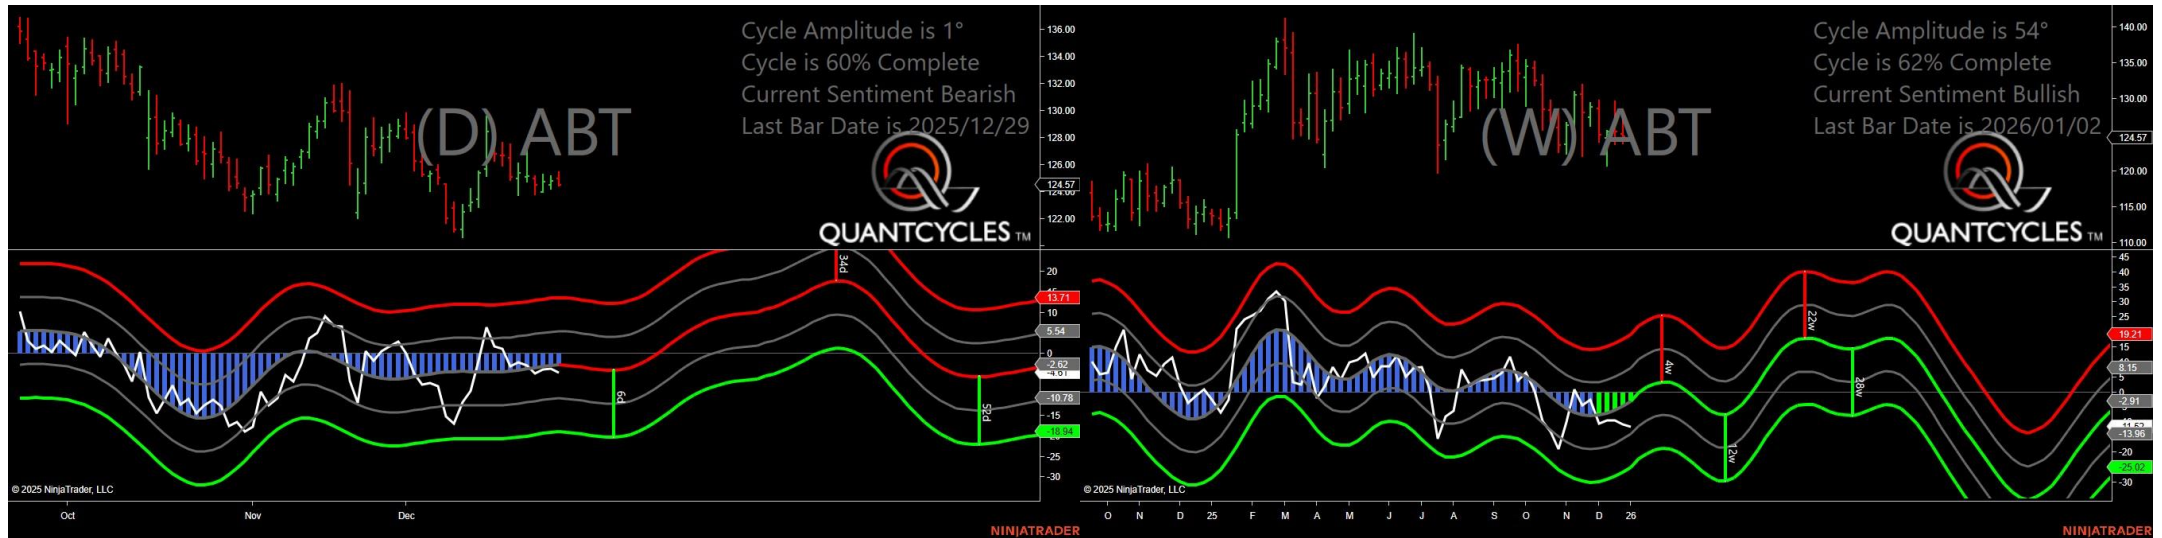 Cycle Amplitude is 1°
Cycle is 60% Complete
Current Sentiment Bearish
Last Bar Date is 2025/12/29
(D) ABT
QUANTCYCLES TM
136.00
134.00
132.00
130.00
128.00
126.00
124.57
124.00
122.00
34d
6d
52d
20
13.71
10
5.54
0
-2.62
-4.61
-10.78
-15
-18.94
-25
-30
© 2025 NinjaTrader, LLC
Oct Nov Dec
NINJATRADER
Cycle Amplitude is 54°
Cycle is 62% Complete
Current Sentiment Bullish
Last Bar Date is 2026/01/02
(W) ABT
QUANTCYCLES TM
140.00
135.00
130.00
124.57
120.00
115.00
110.00
4w
12w
22w
28w
45
40
35
30
25
19.21
15
8.15
5
-2.91
-13.96
-20
-25.02
-30
© 2025 NinjaTrader, LLC
O N D 25 F M A M J J A S O N D 26
NINJATRADER